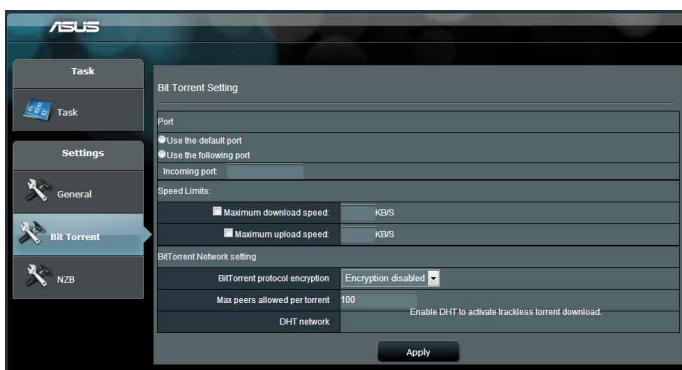 ASUS
Task
Task
Settings
General
Bit Torrent
NZB
Bit Torrent Setting
Port
Use the default port
Use the following port
Incoming port:
Speed Limits:
Maximum download speed: KB/S
Maximum upload speed: KB/S
BitTorrent Network setting
BitTorrent protocol encryption Encryption disabled
Max peers allowed per torrent 100
DHT network Enable DHT to activate trackless torrent download.
Apply